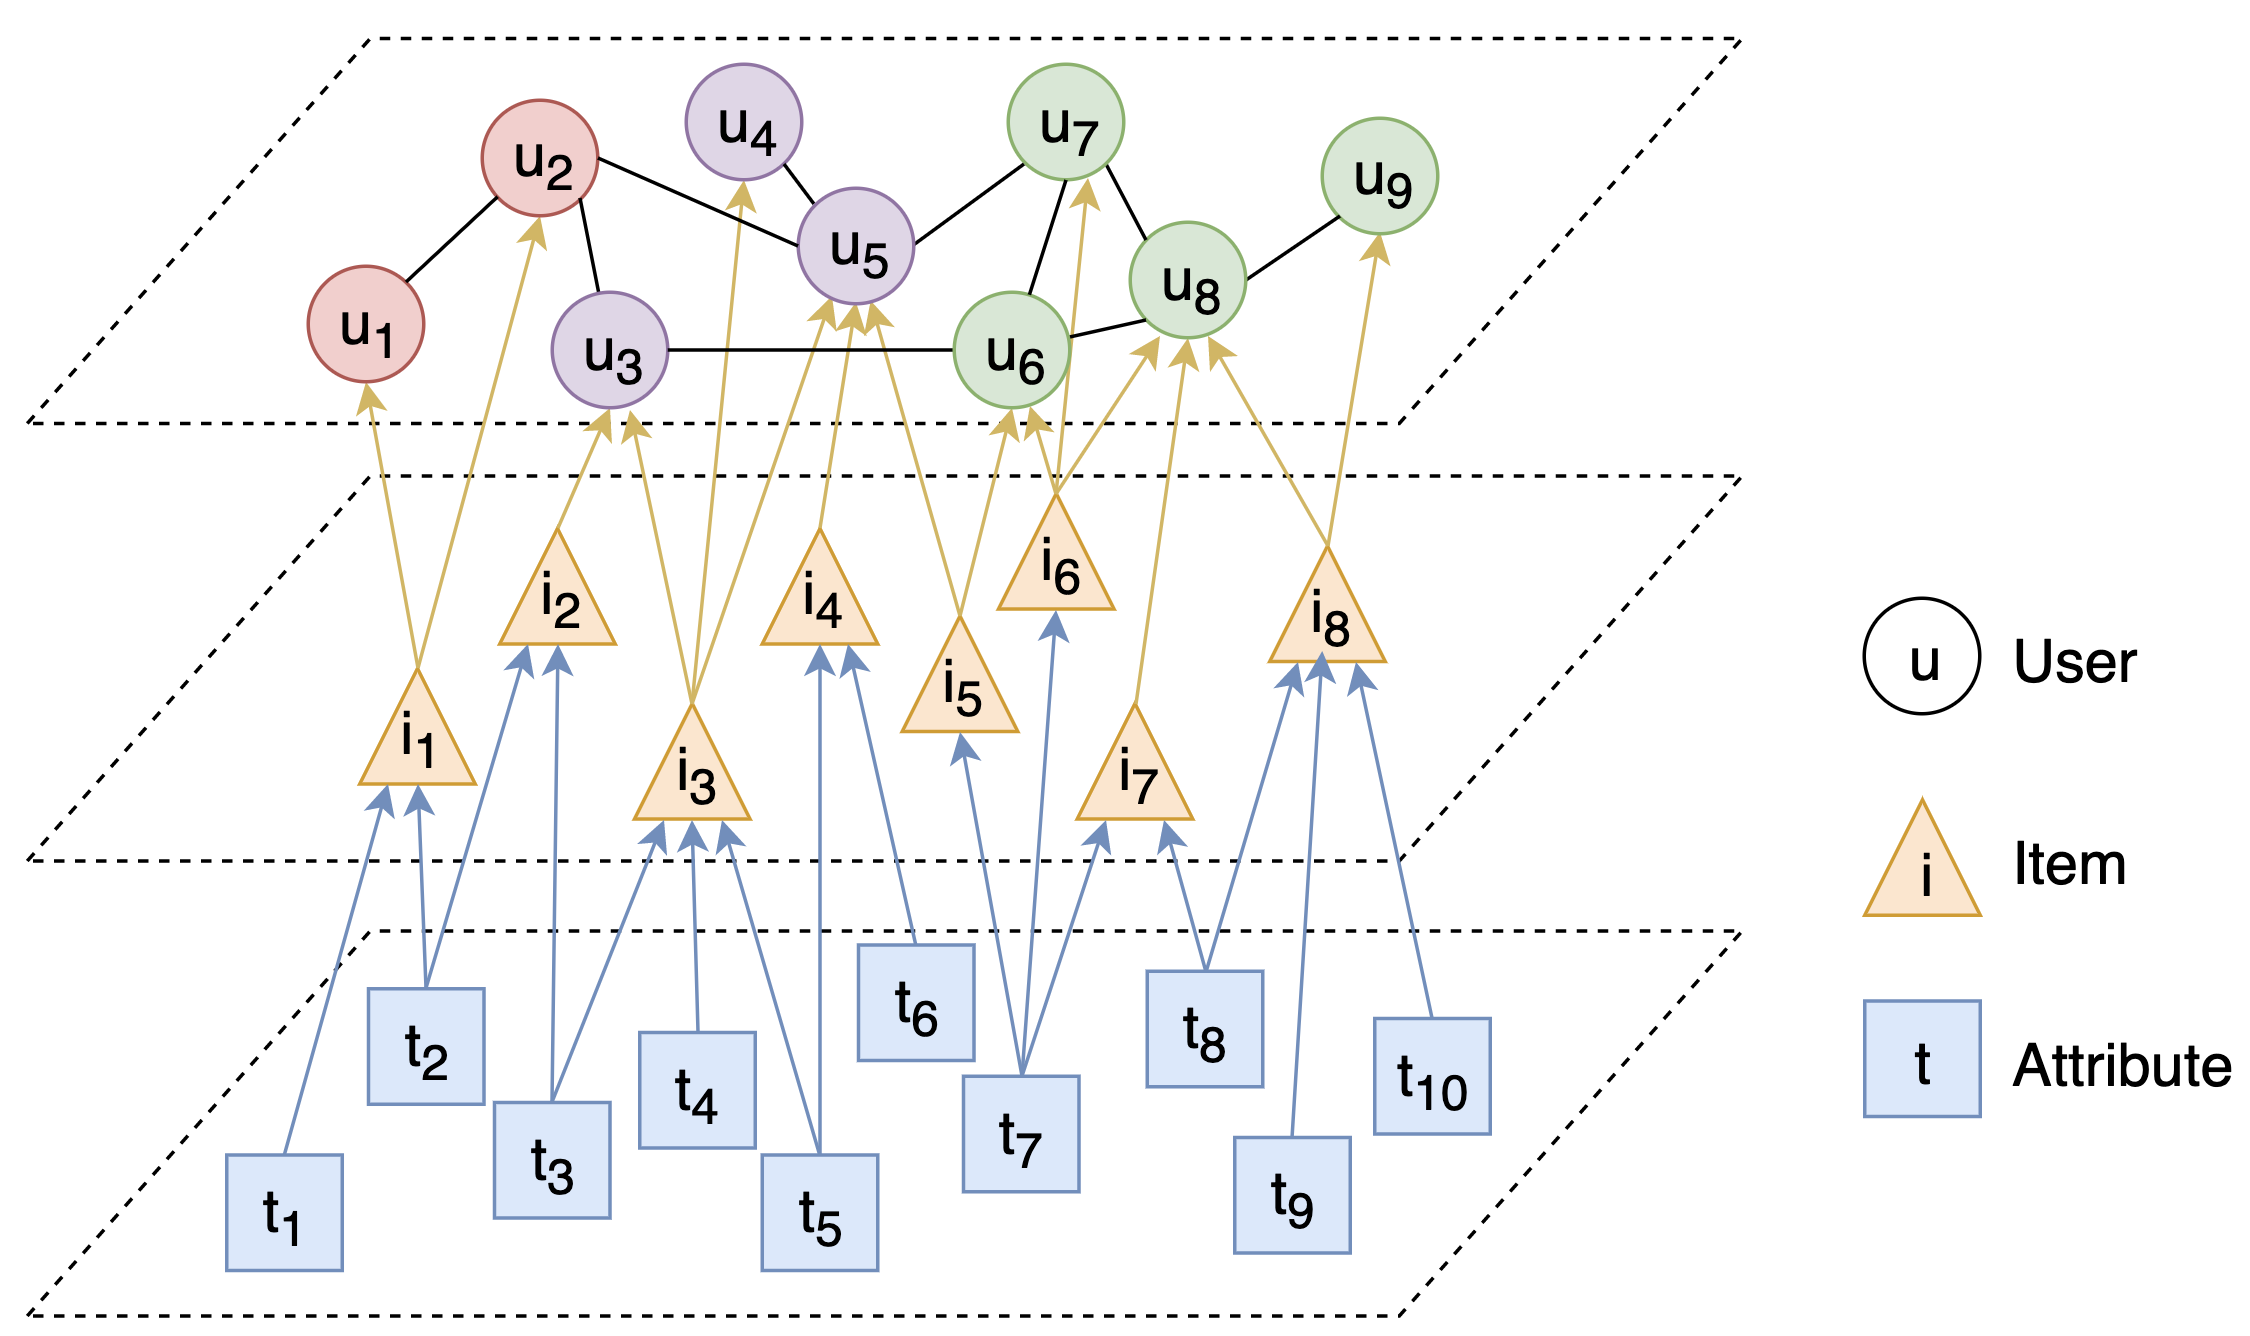 u4
u7
u2
u9
u5
u8
u1
u3
u6
i6
i2
i4
i8
i5
i1
i3
i7
u User
i Item
t Attribute
t6
t8
t2
t10
t4
t7
t3
t9
t1
t5